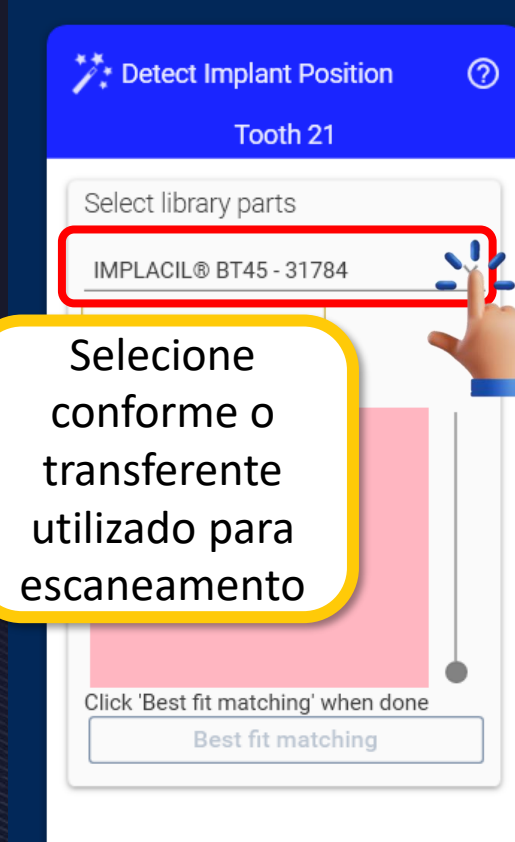 Detect Implant Position
Tooth 21
Select library parts
IMPLACIL® BT45 - 31784
Selecione
conforme o
transferente
utilizado para
escaneamento
Click 'Best fit matching' when done
Best fit matching